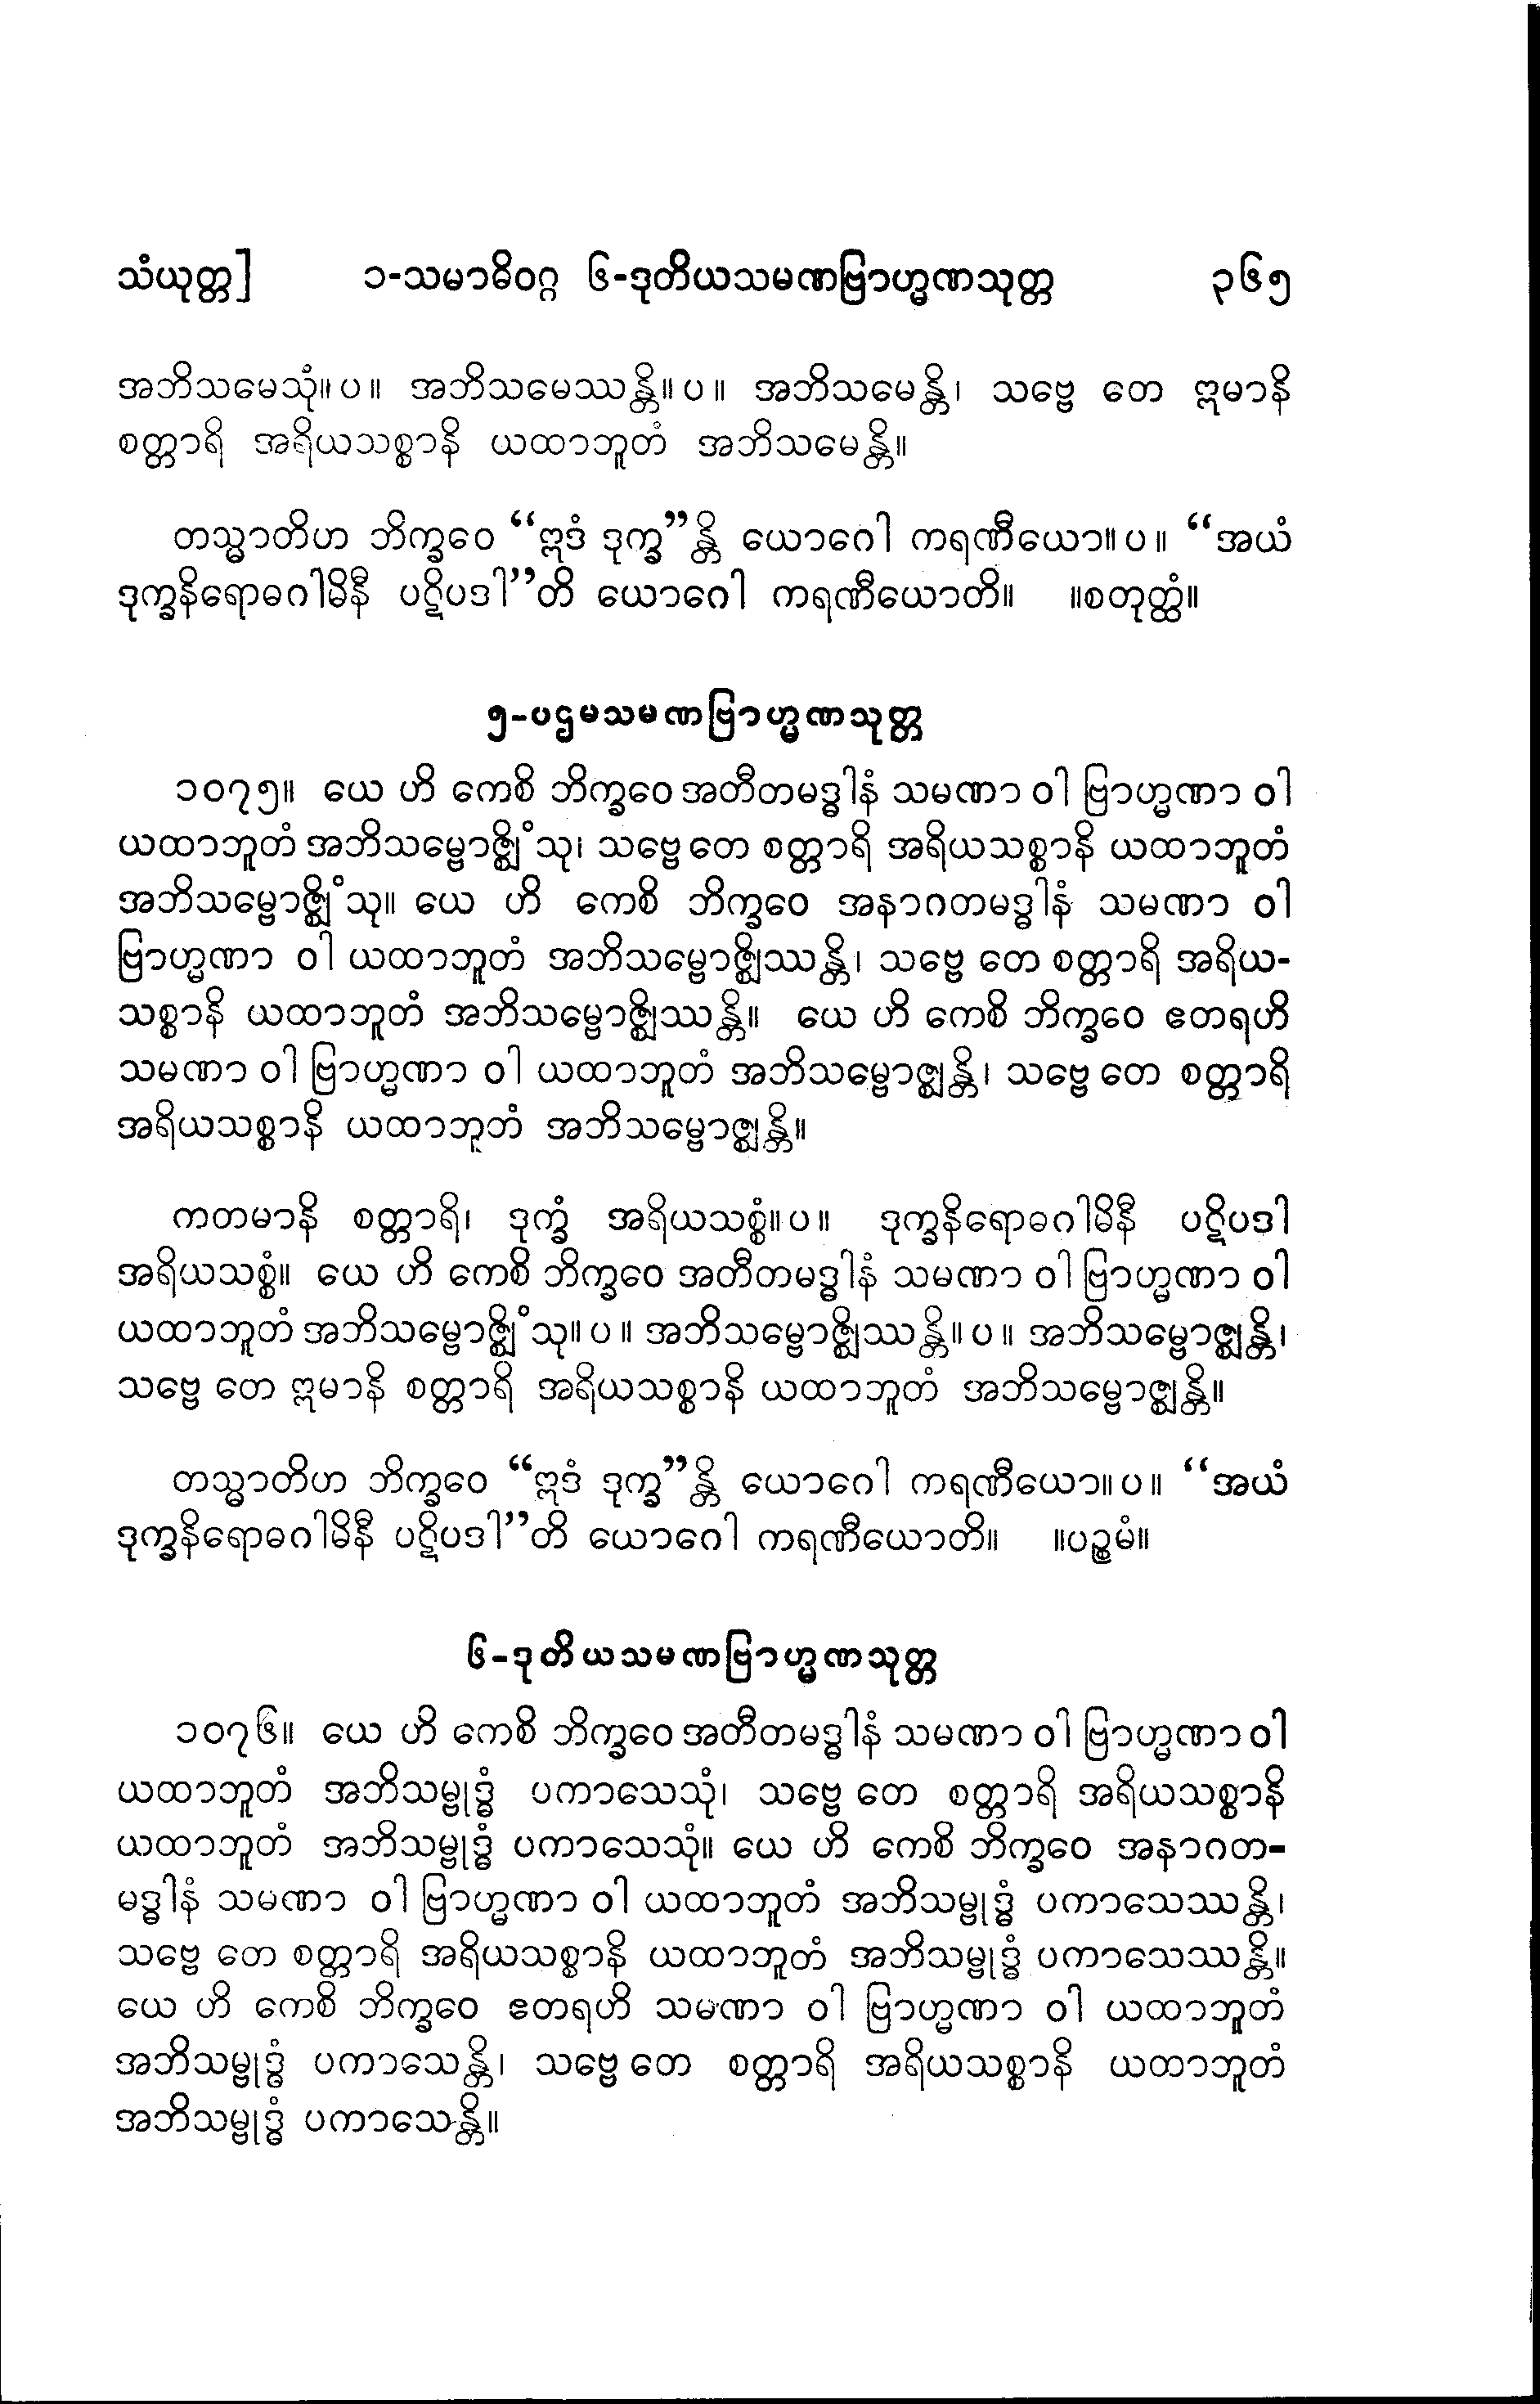 သံယုတ္တ] ၁-သမာဓိဝဂ္ဂ ၆-ဒုတိယသမဏဗြာဟ္မဏသုတ္တ ၃၆၅
အဘိသမေသုံ။ပ။ အဘိသမေဿန္တိ။ပ။ အဘိသမေန္တိ၊ သဗ္ဗေ တေ ဣမာနိ
စတ္တာရိ အရိယသစ္စာနိ ယထာဘူတံ အဘိသမေန္တိ။
တသ္မာတိဟ ဘိက္ခဝေ “ဣဒံ ဒုက္ခ”န္တိ ယောဂေါ ကရဏီယော။ပ။ “အယံ
ဒုက္ခနိရောဓဂါမိနီ ပဋိပဒါ”တိ ယောဂေါ ကရဏီယောတိ။ ။စတုတ္ထံ။
၅-ပဌမသမဏဗြာဟ္မဏသုတ္တ
၁၀၇၅။ ယေ ဟိ ကေစိ ဘိက္ခဝေ အတီတမဒ္ဓါနံ သမဏာ ဝါ ဗြာဟ္မဏာ ဝါ
ယထာဘူတံ အဘိသမ္ဗောဇ္ဈိံသု၊ သဗ္ဗေ တေ စတ္တာရိ အရိယသစ္စာနိ ယထာဘူတံ
အဘိသမ္ဗောဇ္ဈိံသု။ ယေ ဟိ ကေစိ ဘိက္ခဝေ အနာဂတမဒ္ဓါနံ သမဏာ ဝါ
ဗြာဟ္မဏာ ဝါ ယထာဘူတံ အဘိသမ္ဗောဇ္ဈိဿန္တိ၊ သဗ္ဗေ တေ စတ္တာရိ အရိယ-
သစ္စာနိ ယထာဘူတံ အဘိသမ္ဗောဇ္ဈိဿန္တိ။ ယေ ဟိ ကေစိ ဘိက္ခဝေ ဧတရဟိ
သမဏာ ဝါ ဗြာဟ္မဏာ ဝါ ယထာဘူတံ အဘိသမ္ဗောဇ္ဈန္တိ၊ သဗ္ဗေ တေ စတ္တာရိ
အရိယသစ္စာနိ ယထာဘူတံ အဘိသမ္ဗောဇ္ဈန္တိ။
ကတမာနိ စတ္တာရိ၊ ဒုက္ခံ အရိယသစ္စံ။ပ။ ဒုက္ခနိရောဓဂါမိနီ ပဋိပဒါ
အရိယသစ္စံ။ ယေ ဟိ ကေစိ ဘိက္ခဝေ အတီတမဒ္ဓါနံ သမဏာ ဝါ ဗြာဟ္မဏာ ဝါ
ယထာဘူတံ အဘိသမ္ဗောဇ္ဈိံသု။ပ။ အဘိသမ္ဗောဇ္ဈိဿန္တိ။ပ။ အဘိသမ္ဗောဇ္ဈန္တိ၊
သဗ္ဗေ တေ ဣမာနိ စတ္တာရိ အရိယသစ္စာနိ ယထာဘူတံ အဘိသမ္ဗောဇ္ဈန္တိ။
တသ္မာတိဟ ဘိက္ခဝေ “ဣဒံ ဒုက္ခ”န္တိ ယောဂေါ ကရဏီယော။ပ။ “အယံ
ဒုက္ခနိရောဓဂါမိနီ ပဋိပဒါ”တိ ယောဂေါ ကရဏီယောတိ။ ။ပဉ္စမံ။
၆-ဒုတိယသမဏဗြာဟ္မဏသုတ္တ
၁၀၇၆။ ယေ ဟိ ကေစိ ဘိက္ခဝေ အတီတမဒ္ဓါနံ သမဏာ ဝါ ဗြာဟ္မဏာ ဝါ
ယထာဘူတံ အဘိသမ္ဗုဒ္ဓံ ပကာသေသုံ၊ သဗ္ဗေ တေ စတ္တာရိ အရိယသစ္စာနိ
ယထာဘူတံ အဘိသမ္ဗုဒ္ဓံ ပကာသေသုံ။ ယေ ဟိ ကေစိ ဘိက္ခဝေ အနာဂတ-
မဒ္ဓါနံ သမဏာ ဝါ ဗြာဟ္မဏာ ဝါ ယထာဘူတံ အဘိသမ္ဗုဒ္ဓံ ပကာသေဿန္တိ၊
သဗ္ဗေ တေ စတ္တာရိ အရိယသစ္စာနိ ယထာဘူတံ အဘိသမ္ဗုဒ္ဓံ ပကာသေဿန္တိ။
ယေ ဟိ ကေစိ ဘိက္ခဝေ ဧတရဟိ သမဏာ ဝါ ဗြာဟ္မဏာ ဝါ ယထာဘူတံ
အဘိသမ္ဗုဒ္ဓံ ပကာသေန္တိ၊ သဗ္ဗေ တေ စတ္တာရိ အရိယသစ္စာနိ ယထာဘူတံ
အဘိသမ္ဗုဒ္ဓံ ပကာသေန္တိ။